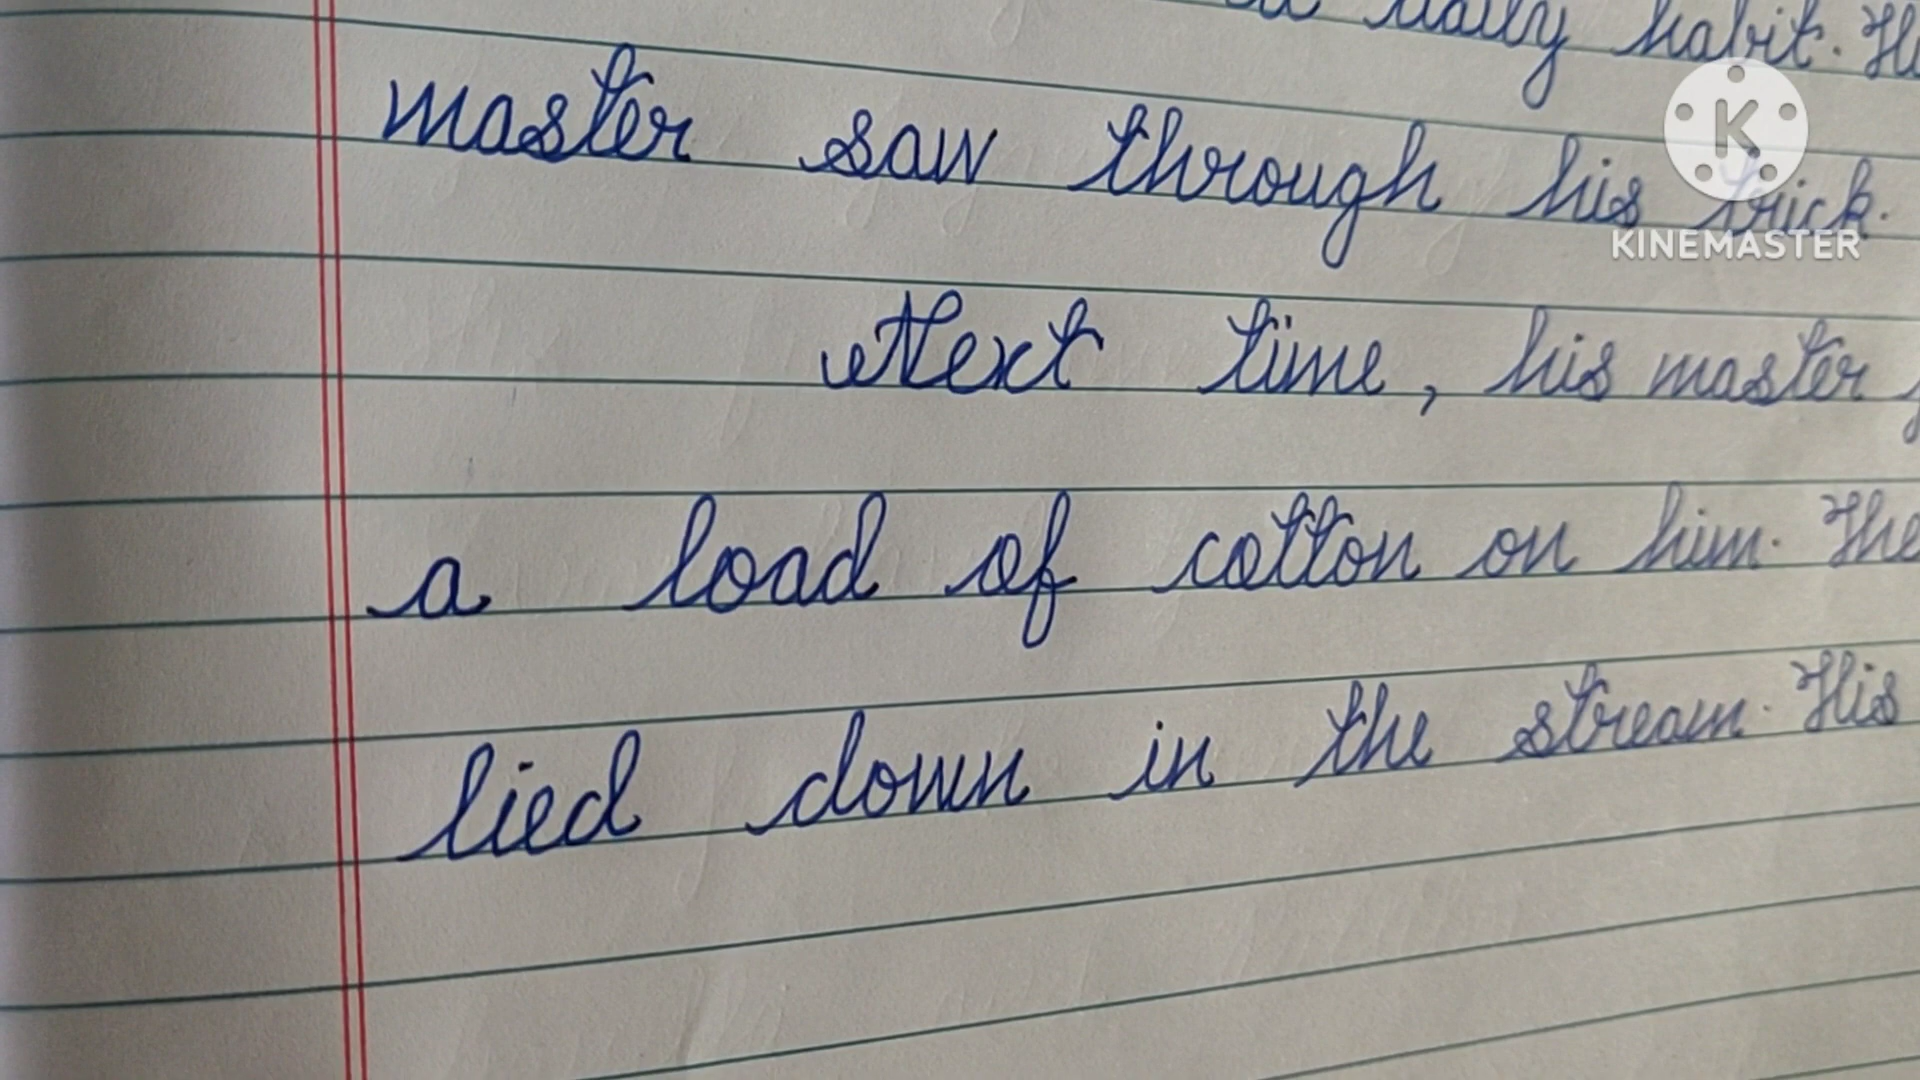 daily habit.
master saw through his trick.
Next time, his master
a load of cotton on him. The
lied down in the stream. His
KINEMASTER